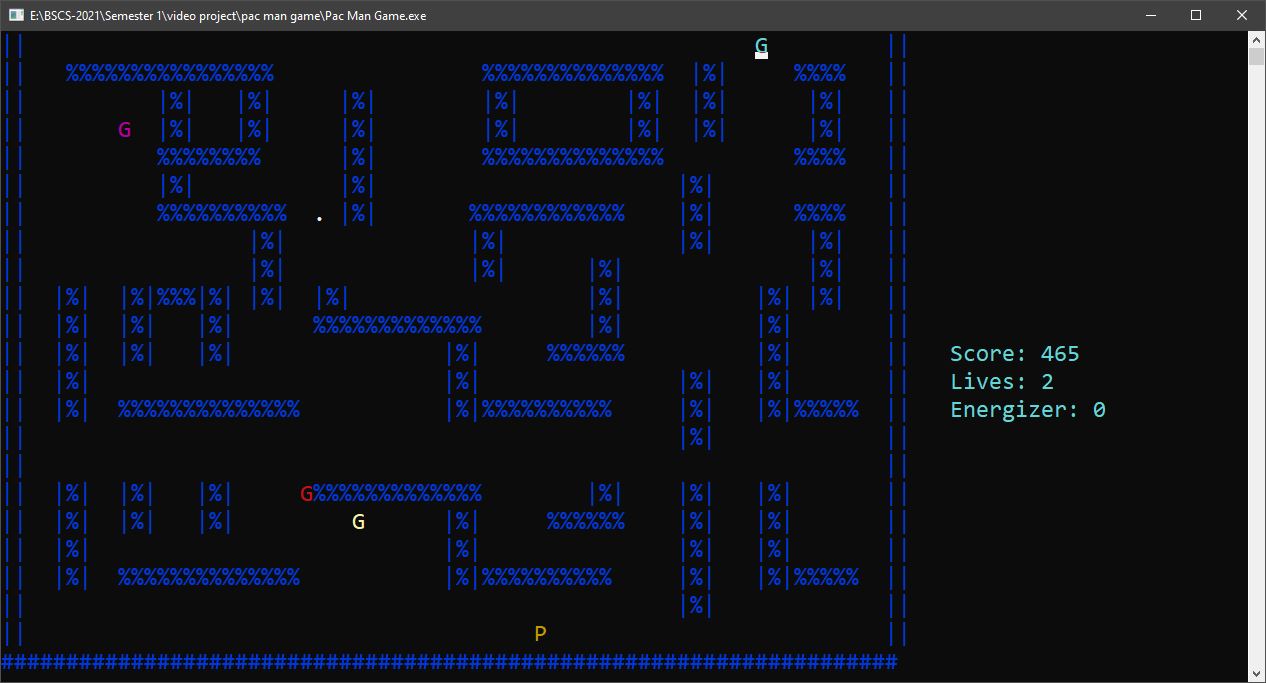 E:\BSCS-2021\Semester 1\video project\pac man game\Pac Man Game.exe
|| G ||
|| %%%%%%%%%%%%%%%% %%%%%%%%%%%%%% |%| %%%% ||
|| |%| |%| |%| |%| |%| |%| |%| ||
|| G |%| |%| |%| |%| |%| |%| |%| ||
|| %%%%%%%% |%| %%%%%%%%%%%%%% %%%% ||
|| |%| |%| |%| ||
|| %%%%%%%%%% . |%| %%%%%%%%%%%% |%| %%%% ||
|| |%| |%| |%| |%| ||
|| |%| |%| |%| |%| ||
|| |%| |%|%%%|%| |%| |%| |%| |%| |%| ||
|| |%| |%| |%| %%%%%%%%%%%%% |%| |%| ||
|| |%| |%| |%| |%| %%%%%% |%| || Score: 465
|| |%| |%| |%| |%| || Lives: 2
|| |%| %%%%%%%%%%%%%% |%|%%%%%%%%%% |%| |%|%%%%% || Energizer: 0
|| |%| ||
|| ||
|| |%| |%| |%| G%%%%%%%%%%%%% |%| |%| |%| ||
|| |%| |%| |%| G |%| %%%%%% |%| |%| ||
|| |%| |%| |%| |%| ||
|| |%| %%%%%%%%%%%%%% |%|%%%%%%%%%% |%| |%|%%%%% ||
|| |%| ||
|| P ||
#####################################################################